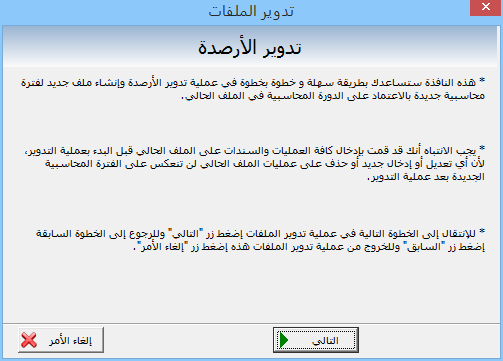 تدوير الملفات
تدوير الأرصدة
* هذه النافذة ستساعدك بطريقة سهلة و خطوة بخطوة في عملية تدوير الأرصدة وإنشاء ملف جديد لفترة
محاسبية جديدة بالاعتماد على الدورة المحاسبية في الملف الحالي.
* يجب الانتباه أنك قد قمت بإدخال كافة العمليات والسندات على الملف الحالي قبل البدء بعملية التدوير،
لأن أي تعديل أو إدخال جديد أو حذف على عمليات الملف الحالي لن تنعكس على الفترة المحاسبية
الجديدة بعد عملية التدوير.
* للإنتقال إلى الخطوة التالية في عملية تدوير الملفات إضغط زر "التالي" وللرجوع إلى الخطوة السابقة
إضغط زر "السابق" وللخروج من عملية تدوير الملفات هذه إضغط زر "إلغاء الأمر".
التالي
إلغاء الأمر